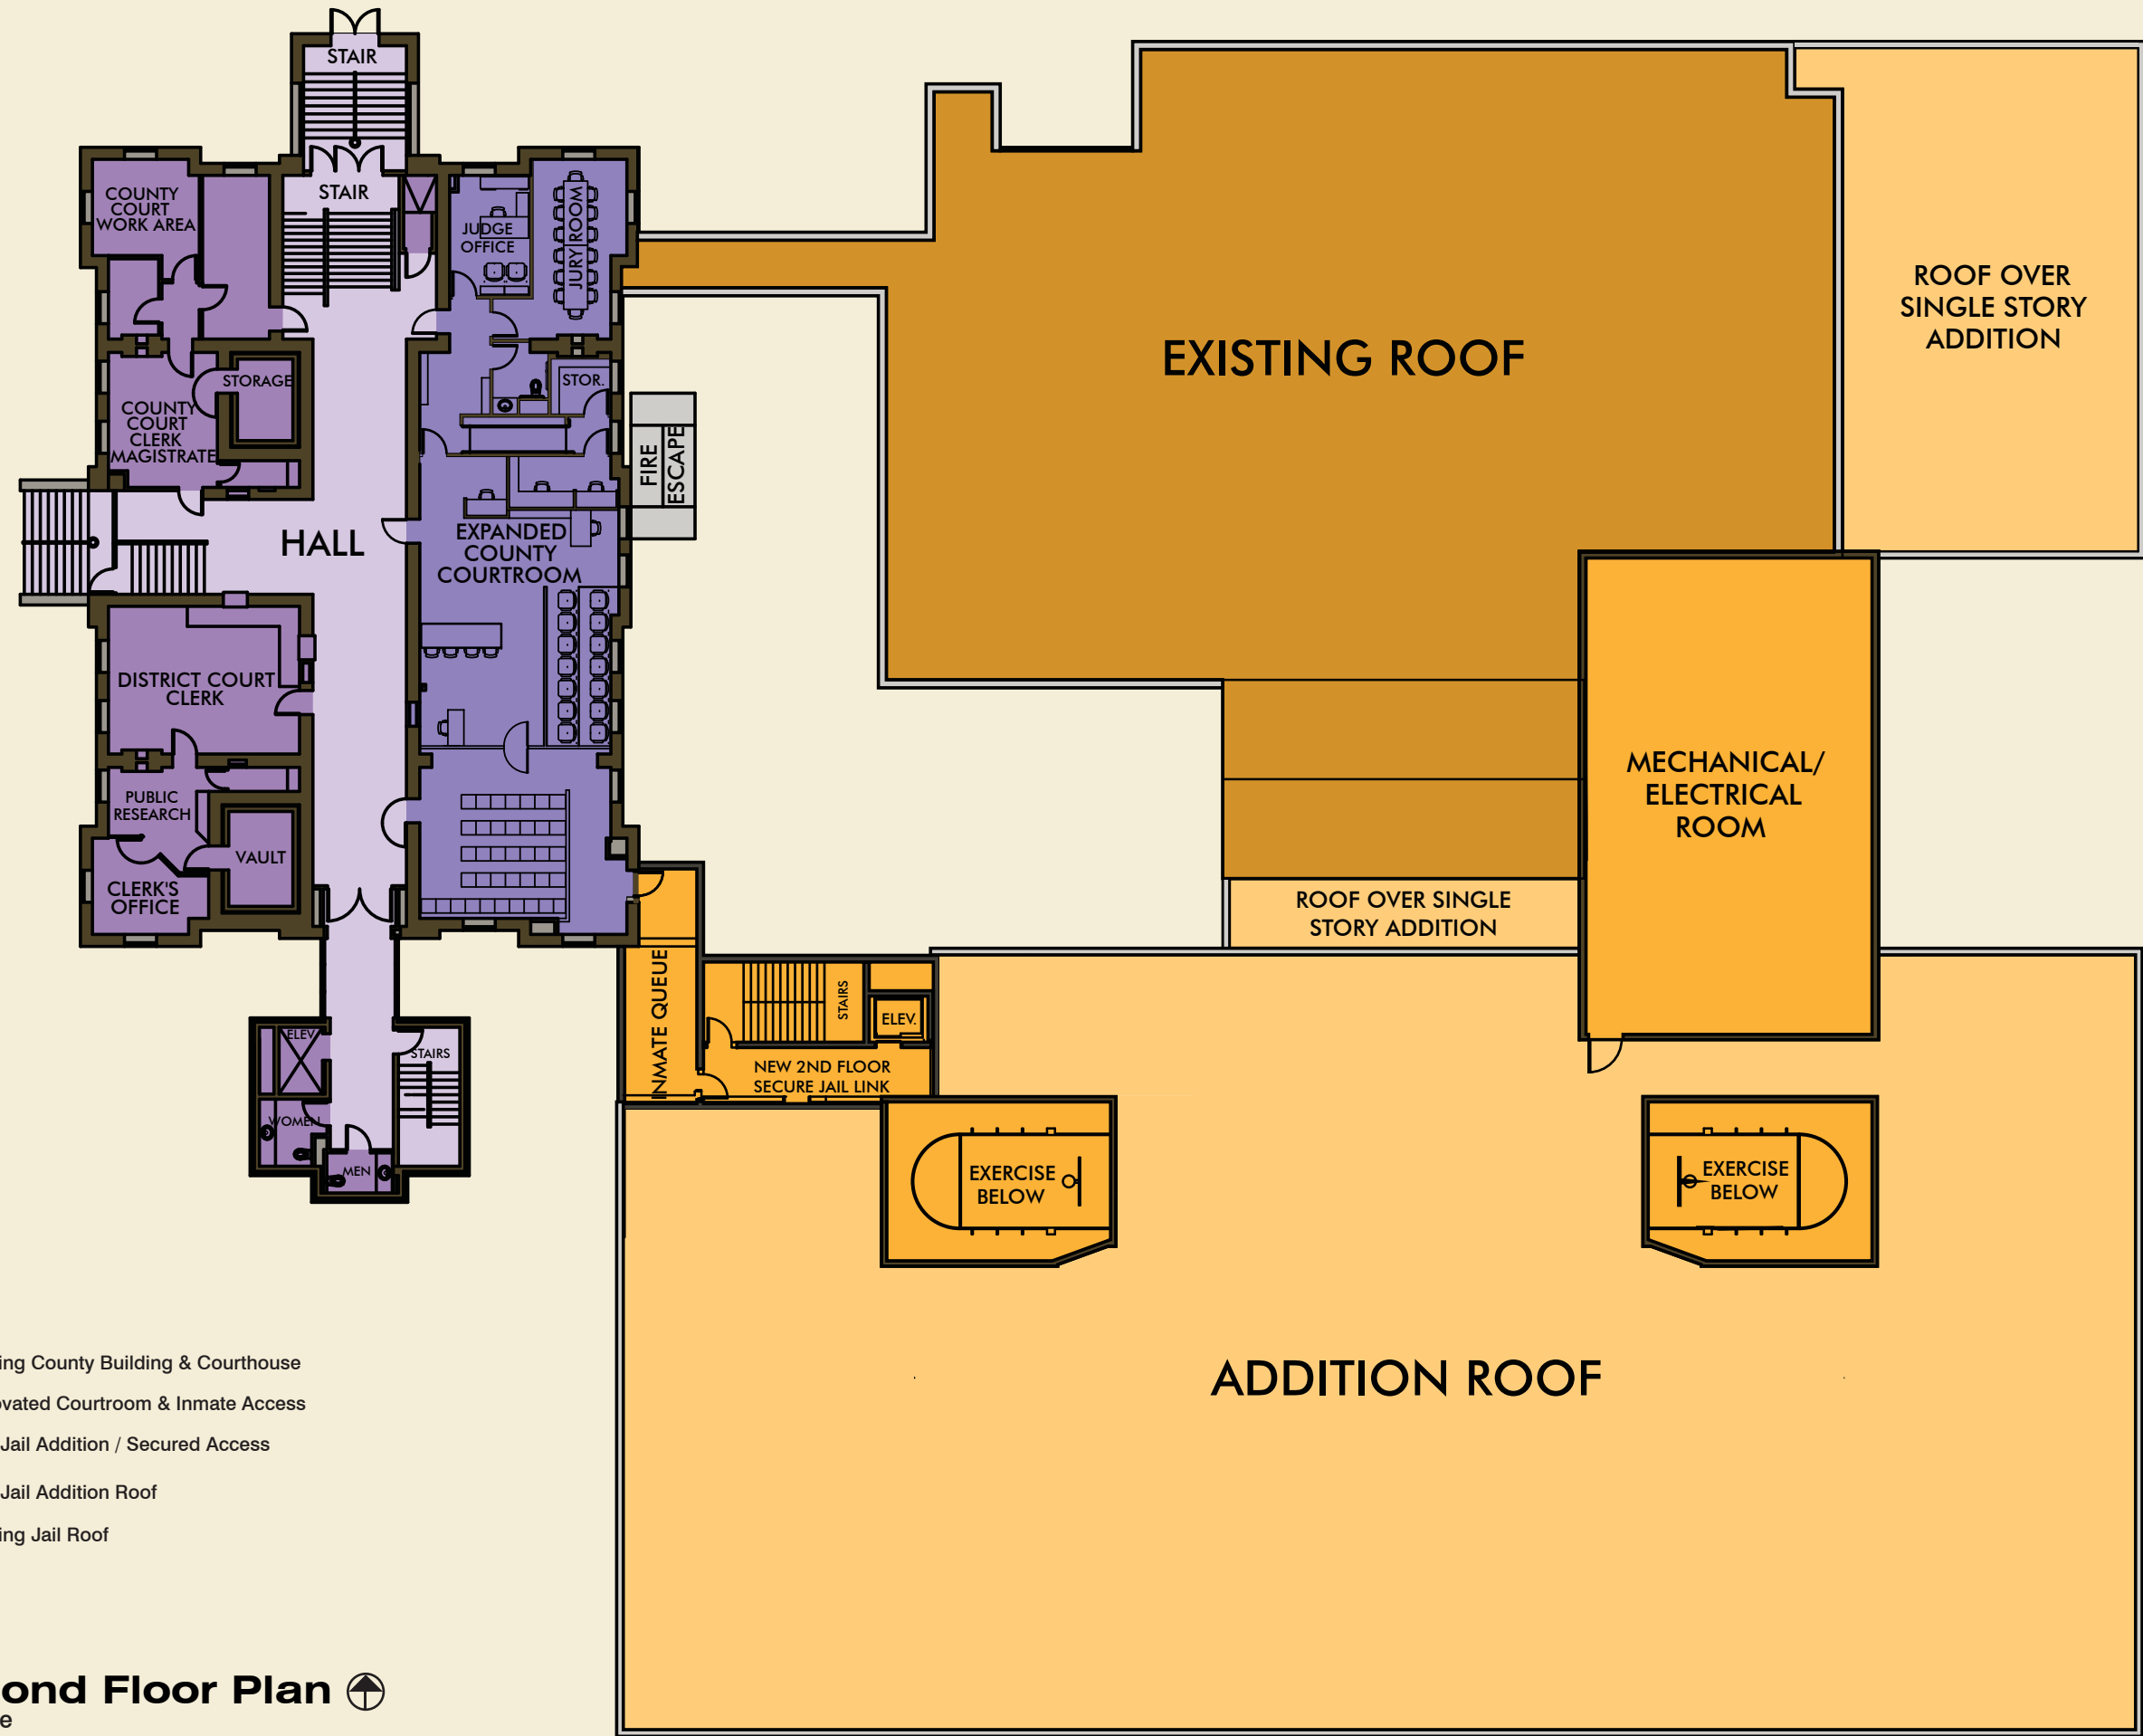 STAIR
STAIR
COUNTY
COURT
WORK AREA
JUDGE
OFFICE
JURY ROOM
STORAGE
STOR.
COUNTY
COURT
CLERK
MAGISTRATE
FIRE
ESCAPE
HALL
EXPANDED
COUNTY
COURTROOM
DISTRICT COURT
CLERK
PUBLIC
RESEARCH
VAULT
CLERK'S
OFFICE
ELEV.
STAIRS
WOMEN
MEN
INMATE QUEUE
STAIRS
ELEV.
NEW 2ND FLOOR
SECURE JAIL LINK
EXISTING ROOF
ROOF OVER
SINGLE STORY
ADDITION
MECHANICAL/
ELECTRICAL
ROOM
ROOF OVER SINGLE
STORY ADDITION
EXERCISE
BELOW
EXERCISE
BELOW
ADDITION ROOF
ing County Building & Courthouse
ovated Courtroom & Inmate Access
Jail Addition / Secured Access
Jail Addition Roof
ing Jail Roof
ond Floor Plan
e